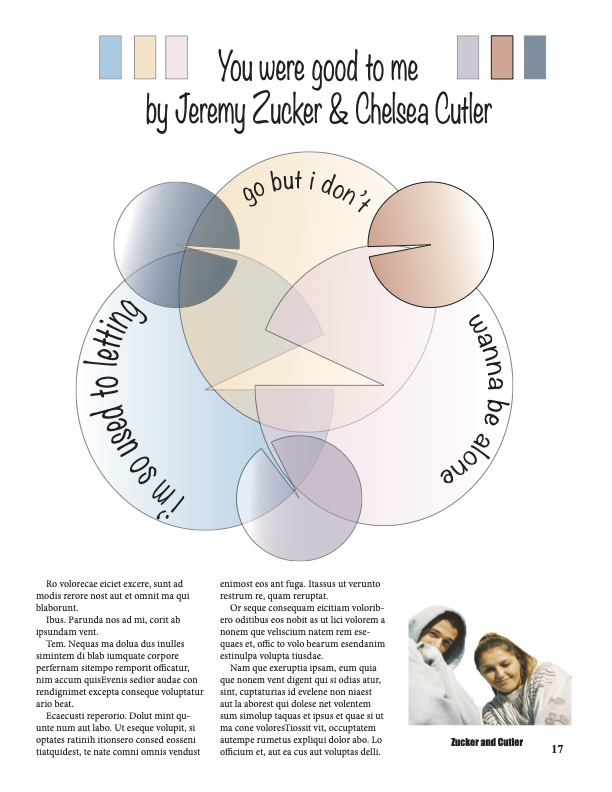 You were good to me
by Jeremy Zucker & Chelsea Cutler
go but i don't
i'm so used to letting
wanna be alone
Ro volorecae eiciet excere, sunt ad
modis rerore nost aut et omnit ma qui
blaborunt.
Ibus. Parunda nos ad mi, corit ab
ipsundam vent.
Tem. Nequas ma dolua dus inulles
simintem di blab iumquate corpore
perfernam sitempo remporit officatur,
nim accum quisEvenis sedior audae con
rendignimet excepta conseque voluptatur
ario beat.
Ecaecusti reperorio. Dolut mint qu-
unte num aut labo. Ut eseque volupit, si
optates ratinih itionsero consed eosseni
tiatquidest, te nate comni omnis vendust
enimost eos ant fuga. Itassus ut verunto
restrum re, quam reruptat.
Or seque consequam eicitiam volorib-
ero oditibus eos nobit as ut lici volorem a
nonem que veliscium natem rem ese-
quaes et, offic to volo bearum esendanim
estinulpa volupta tiusdae.
Nam que exeruptia ipsam, eum quia
que nonem vent digent qui si odias atur,
sint, cuptaturias id evelene non niaest
aut la aborest qui dolese net volentem
sum simolup taquas et ipsus et quae si ut
ma cone voloresTiossit vit, occuptatem
autempe rumetus expliqui dolor abo. Lo
officium et, aut ea cus aut voluptas delli.
Zucker and Cutler
17